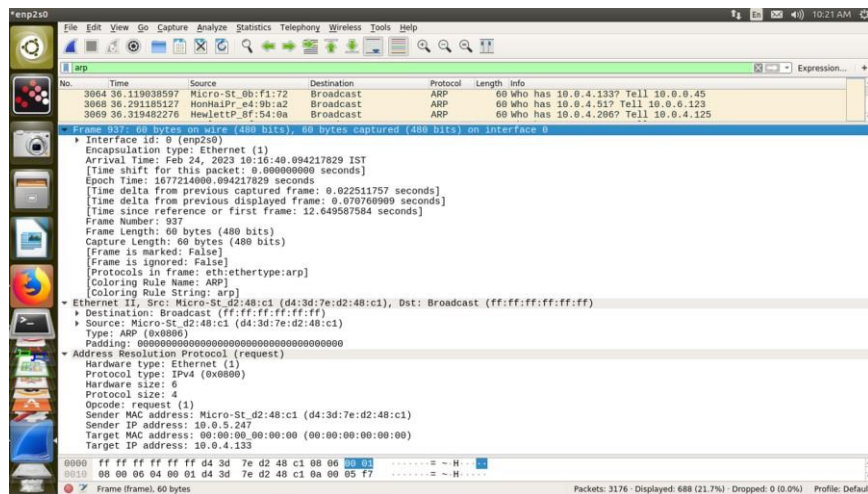 *enp2s0
En 10:21 AM
File Edit View Go Capture Analyze Statistics Telephony Wireless Tools Help
arp
Expression... +
No. Time Source Destination Protocol Length Info
3064 36.119038597 Micro-St_0b:f1:72 Broadcast ARP 60 Who has 10.0.4.133? Tell 10.0.0.45
3068 36.291185127 HonHaiPr_e4:9b:a2 Broadcast ARP 60 Who has 10.0.4.51? Tell 10.0.6.123
3069 36.319482276 HewlettP_8f:54:0a Broadcast ARP 60 Who has 10.0.4.206? Tell 10.0.4.125
Frame 937: 60 bytes on wire (480 bits), 60 bytes captured (480 bits) on interface 0
Interface id: 0 (enp2s0)
Encapsulation type: Ethernet (1)
Arrival Time: Feb 24, 2023 10:16:40.094217829 IST
[Time shift for this packet: 0.000000000 seconds]
Epoch Time: 1677214000.094217829 seconds
[Time delta from previous captured frame: 0.022511757 seconds]
[Time delta from previous displayed frame: 0.070760909 seconds]
[Time since reference or first frame: 12.649587584 seconds]
Frame Number: 937
Frame Length: 60 bytes (480 bits)
Capture Length: 60 bytes (480 bits)
[Frame is marked: False]
[Frame is ignored: False]
[Protocols in frame: eth:ethertype:arp]
[Coloring Rule Name: ARP]
[Coloring Rule String: arp]
Ethernet II, Src: Micro-St_d2:48:c1 (d4:3d:7e:d2:48:c1), Dst: Broadcast (ff:ff:ff:ff:ff:ff)
Destination: Broadcast (ff:ff:ff:ff:ff:ff)
Source: Micro-St_d2:48:c1 (d4:3d:7e:d2:48:c1)
Type: ARP (0x0806)
Padding: 000000000000000000000000000000000000
Address Resolution Protocol (request)
Hardware type: Ethernet (1)
Protocol type: IPv4 (0x0800)
Hardware size: 6
Protocol size: 4
Opcode: request (1)
Sender MAC address: Micro-St_d2:48:c1 (d4:3d:7e:d2:48:c1)
Sender IP address: 10.0.5.247
Target MAC address: 00:00:00_00:00:00 (00:00:00:00:00:00)
Target IP address: 10.0.4.133
0000 ff ff ff ff ff ff d4 3d 7e d2 48 c1 08 06 00 01 ·······= ~·H·····
0010 08 00 06 04 00 01 d4 3d 7e d2 48 c1 0a 00 05 f7 ·······= ~·H·····
Frame (frame), 60 bytes
Packets: 3176 · Displayed: 688 (21.7%) · Dropped: 0 (0.0%)
Profile: Defaul